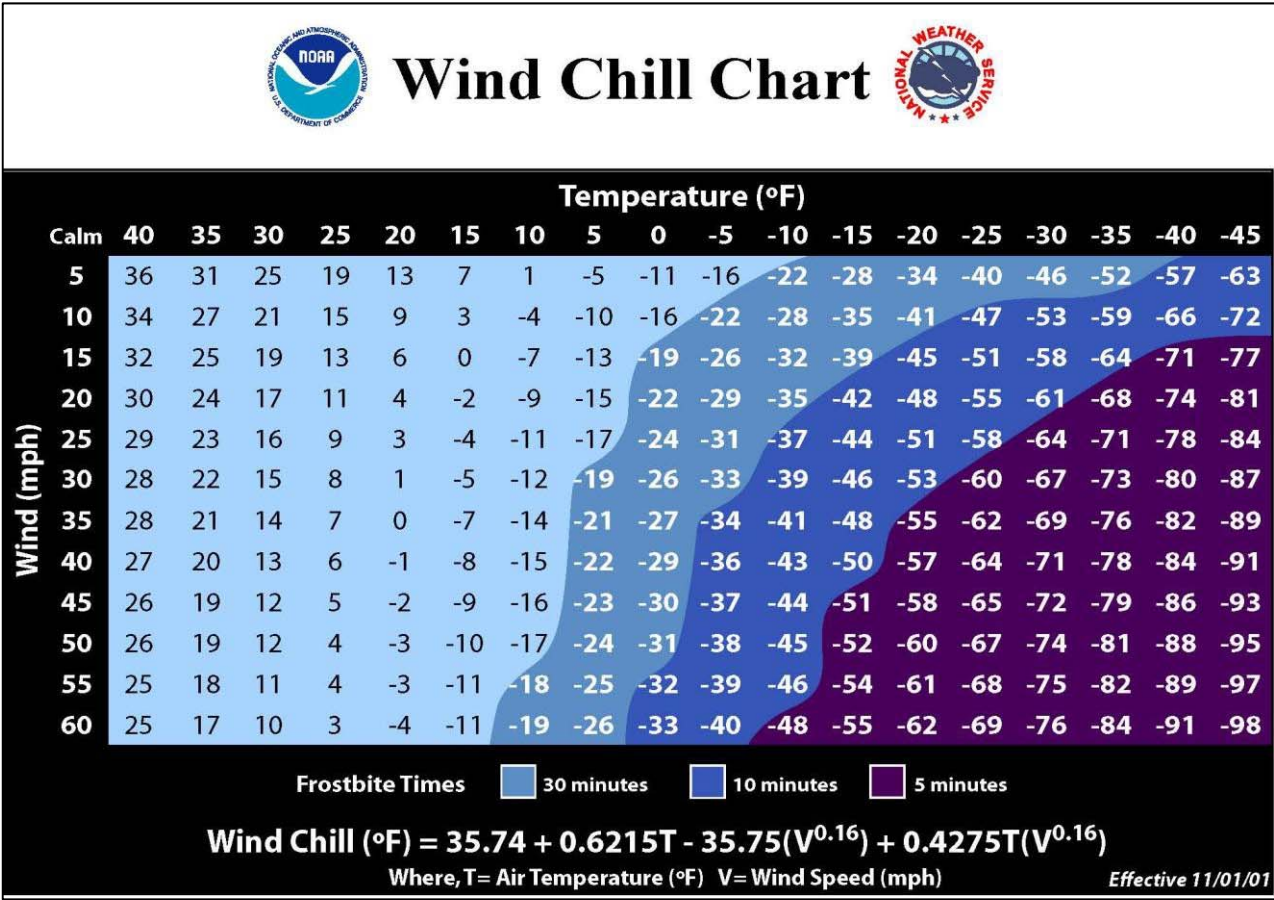 NATIONAL OCEANIC AND ATMOSPHERIC ADMINISTRATION
U.S. DEPARTMENT OF COMMERCE
NOAA
Wind Chill Chart
NATIONAL WEATHER SERVICE
Temperature (ºF)
Calm 40 35 30 25 20 15 10 5 0 -5 -10 -15 -20 -25 -30 -35 -40 -45
Wind (mph)
5 36 31 25 19 13 7 1 -5 -11 -16 -22 -28 -34 -40 -46 -52 -57 -63
10 34 27 21 15 9 3 -4 -10 -16 -22 -28 -35 -41 -47 -53 -59 -66 -72
15 32 25 19 13 6 0 -7 -13 -19 -26 -32 -39 -45 -51 -58 -64 -71 -77
20 30 24 17 11 4 -2 -9 -15 -22 -29 -35 -42 -48 -55 -61 -68 -74 -81
25 29 23 16 9 3 -4 -11 -17 -24 -31 -37 -44 -51 -58 -64 -71 -78 -84
30 28 22 15 8 1 -5 -12 -19 -26 -33 -39 -46 -53 -60 -67 -73 -80 -87
35 28 21 14 7 0 -7 -14 -21 -27 -34 -41 -48 -55 -62 -69 -76 -82 -89
40 27 20 13 6 -1 -8 -15 -22 -29 -36 -43 -50 -57 -64 -71 -78 -84 -91
45 26 19 12 5 -2 -9 -16 -23 -30 -37 -44 -51 -58 -65 -72 -79 -86 -93
50 26 19 12 4 -3 -10 -17 -24 -31 -38 -45 -52 -60 -67 -74 -81 -88 -95
55 25 18 11 4 -3 -11 -18 -25 -32 -39 -46 -54 -61 -68 -75 -82 -89 -97
60 25 17 10 3 -4 -11 -19 -26 -33 -40 -48 -55 -62 -69 -76 -84 -91 -98
Frostbite Times 30 minutes 10 minutes 5 minutes
Wind Chill (ºF) = 35.74 + 0.6215T - 35.75(V^0.16) + 0.4275T(V^0.16)
Where, T= Air Temperature (ºF) V= Wind Speed (mph)
Effective 11/01/01